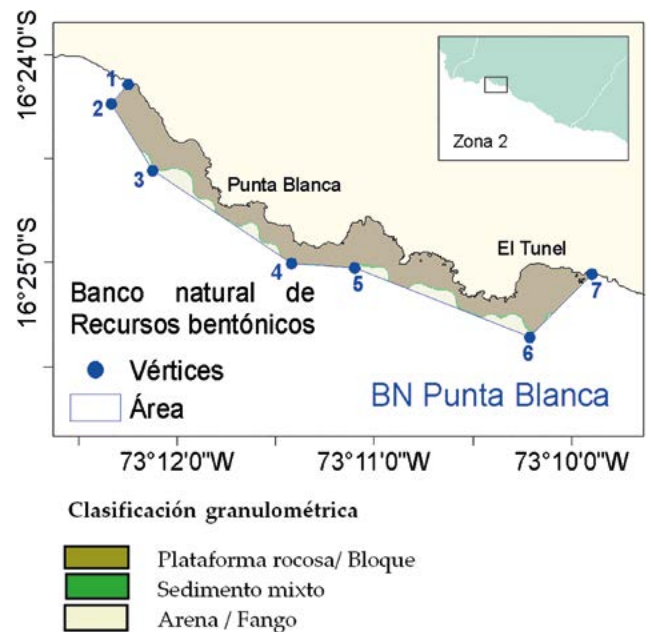 16°24'0"S
16°25'0"S
1
2
3
Punta Blanca
4
5
El Tunel
6
7
Zona 2
Banco natural de
Recursos bentónicos
Vértices
Área
BN Punta Blanca
73°12'0"W
73°11'0"W
73°10'0"W
Clasificación granulométrica
Plataforma rocosa/ Bloque
Sedimento mixto
Arena / Fango